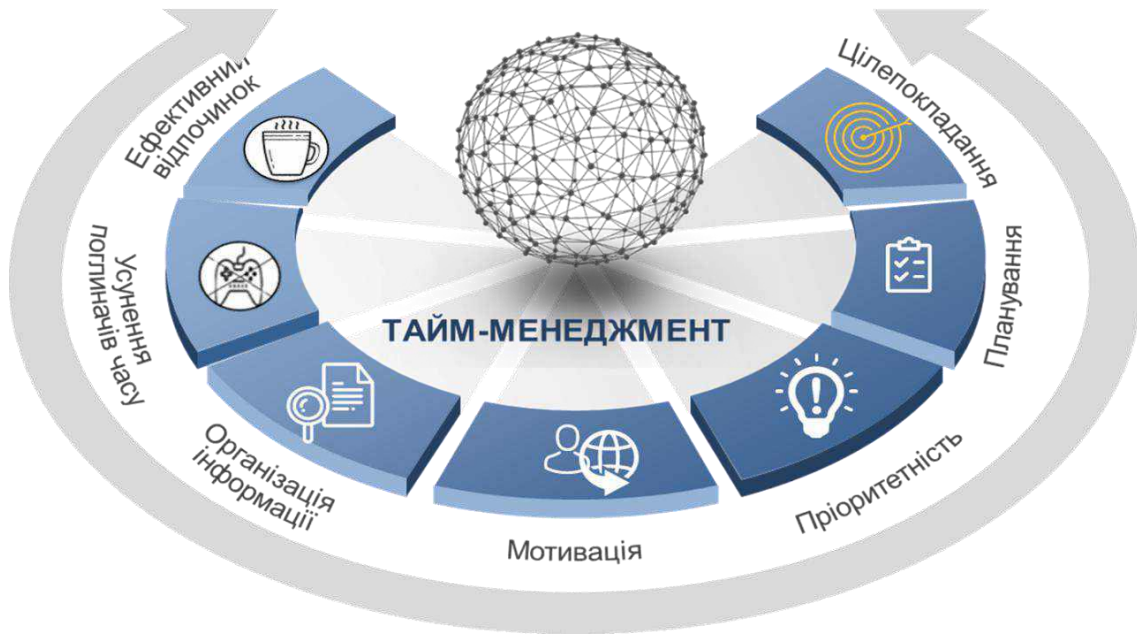 Ефективний
відпочинок
Цілепокладання
Усунення
поглиначів часу
Планування
ТАЙМ-МЕНЕДЖМЕНТ
Організація
інформації
Пріоритетність
Мотивація